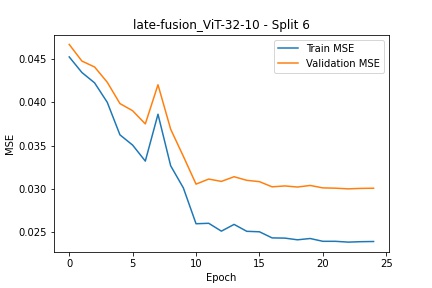 late-fusion_ViT-32-10 - Split 6
Train MSE
Validation MSE
0.045
0.040
0.035
0.030
0.025
MSE
0 5 10 15 20 25
Epoch